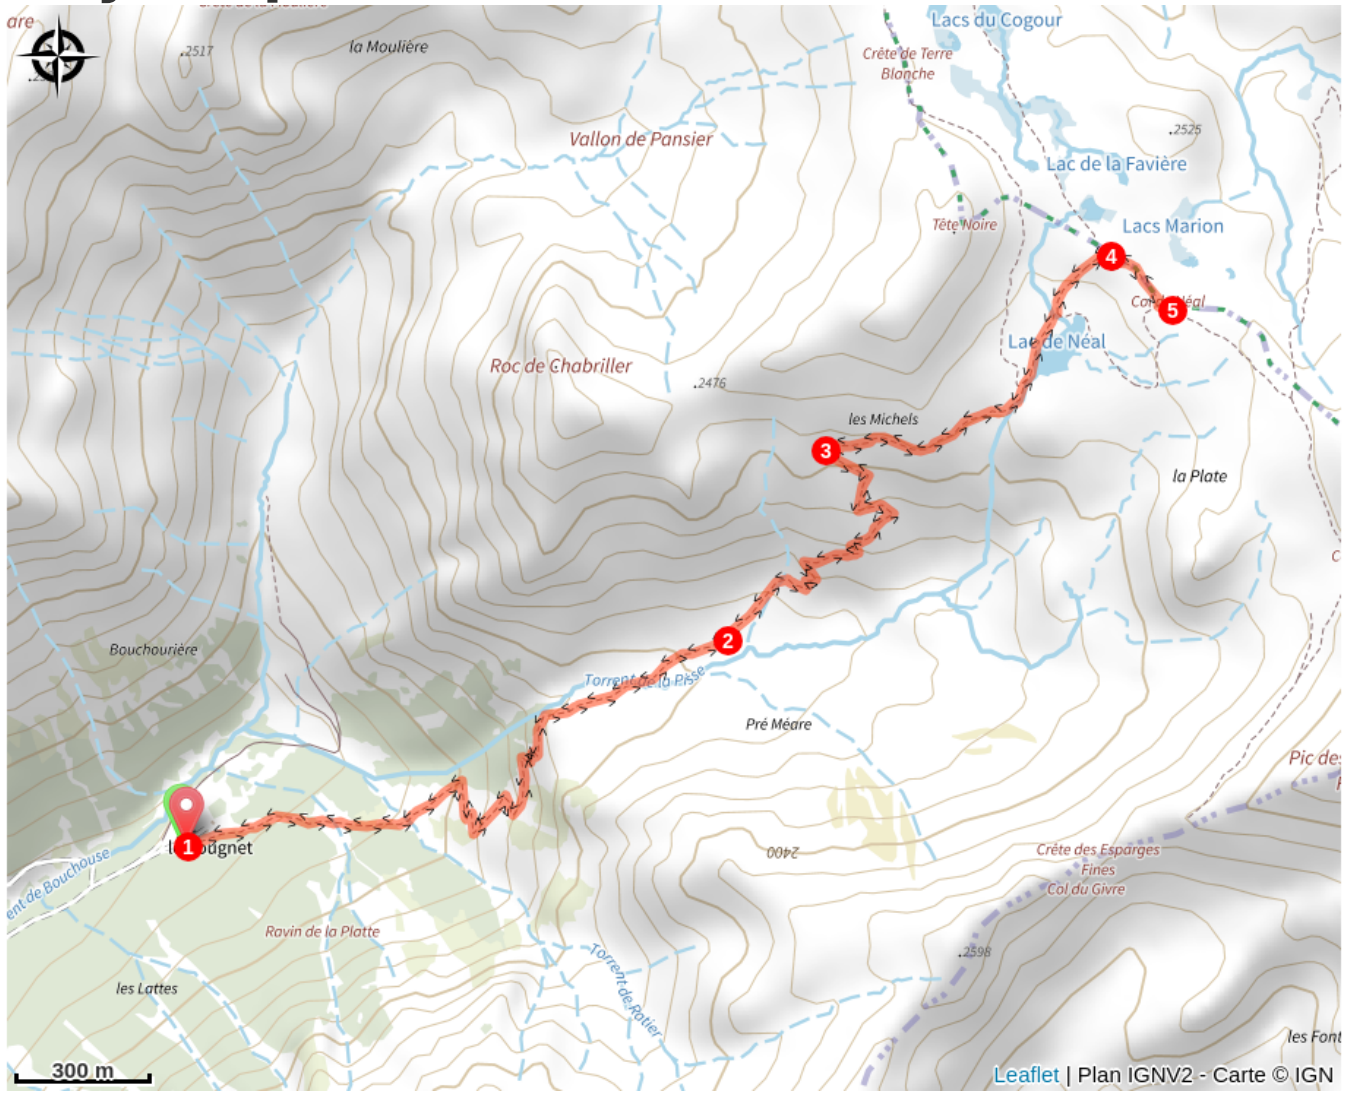 are
.2517
la Moulière
Crête de Terre
Blanche
Lacs du Cogour
Vallon de Pansier
.2525
Lac de la Favière
Tête Noire
Lacs Marion
4
5
Lac de Néal
Roc de Chabriller
.2476
les Michels
3
la Plate
Bouchourière
2
Torrent de la Pisse
Pré Méare
Pic des
1
2400
Crête des Esparges
Fines
Col du Givre
Ravin de la Platte
.2598
les Lattes
Torrent de Ratier
ent de Bouchouse
les Font
300 m
Leaflet | Plan IGNV2 - Carte © IGN